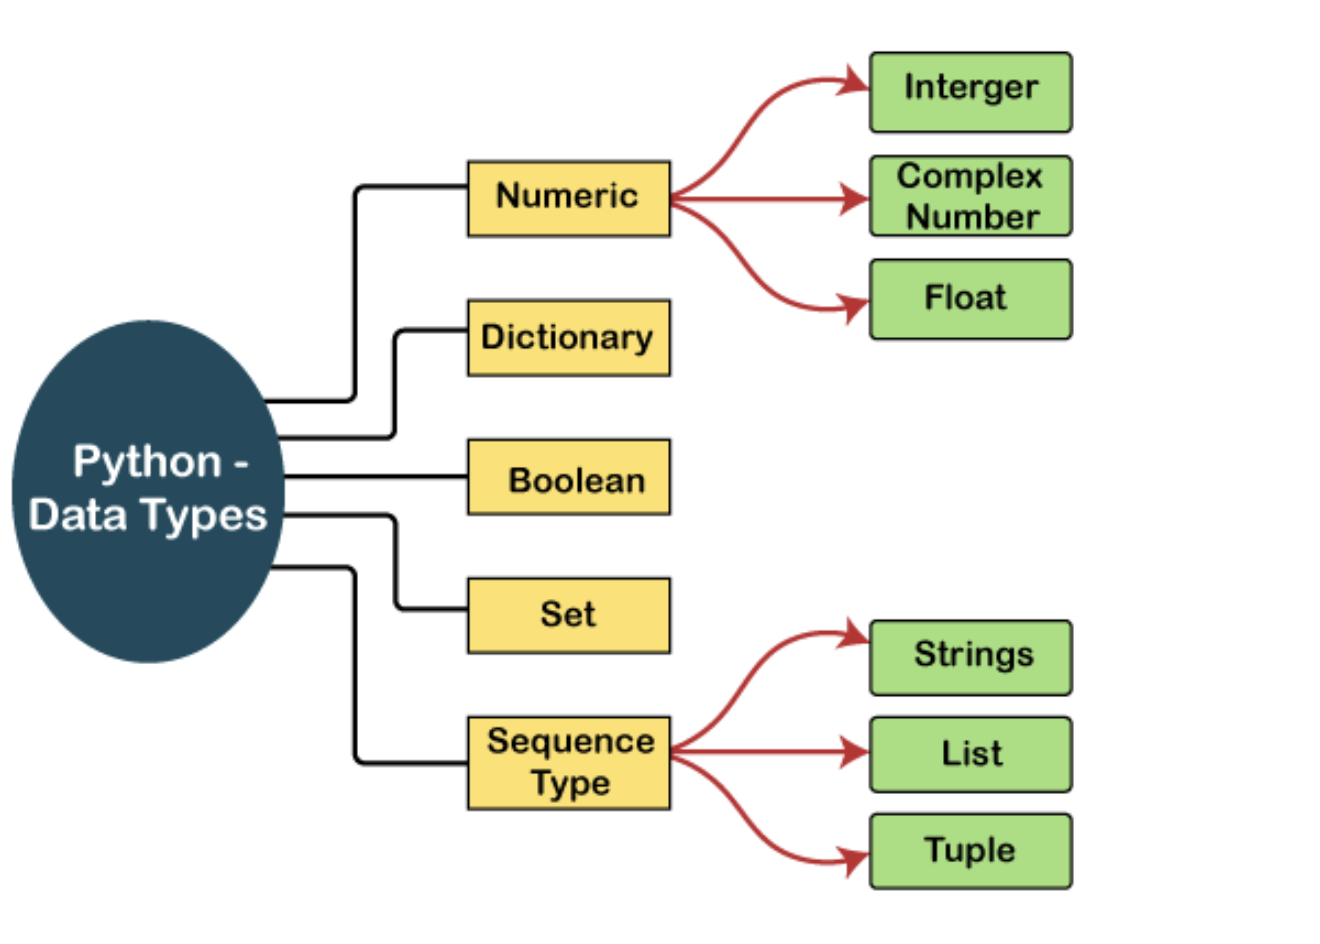 Python -
Data Types
Numeric
Interger
Complex
Number
Float
Dictionary
Boolean
Set
Sequence
Type
Strings
List
Tuple